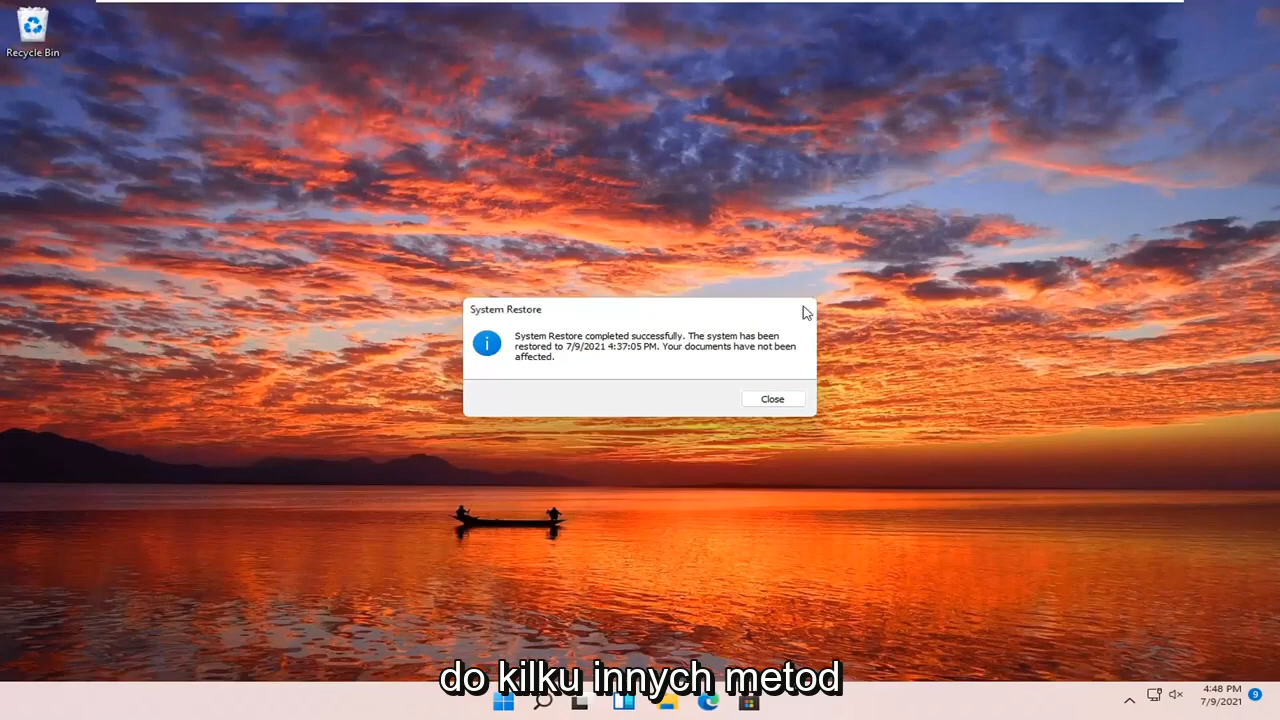 Recycle Bin
System Restore
System Restore completed successfully. The system has been
restored to 7/9/2021 4:37:05 PM. Your documents have not been
affected.
Close
do kilku innych metod
4:48 PM
7/9/2021
9